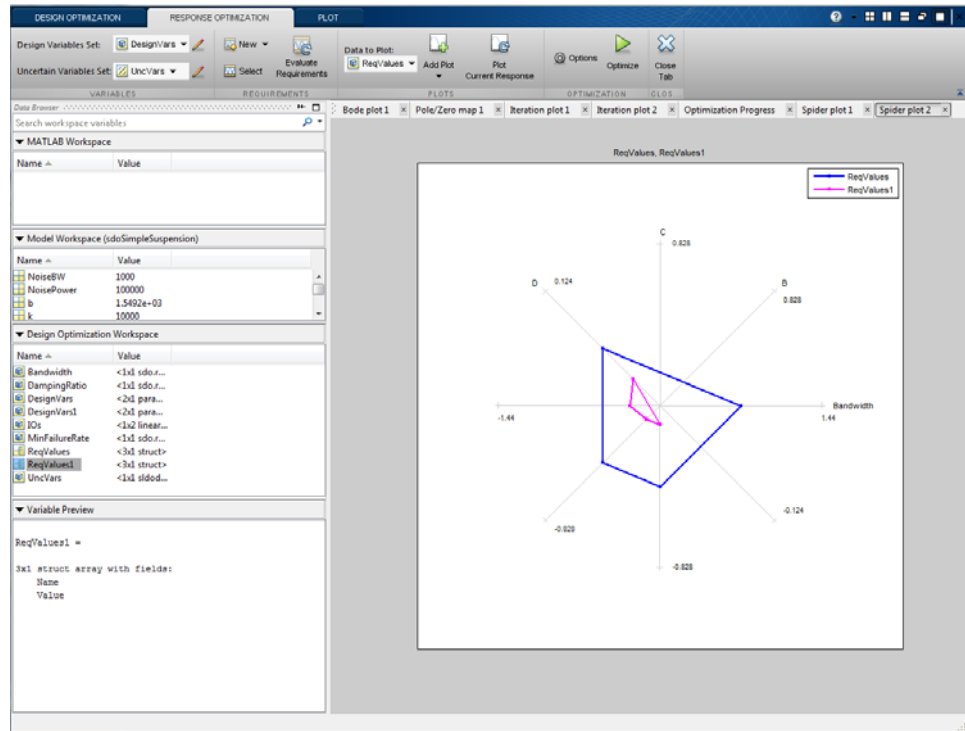 DESIGN OPTIMIZATION RESPONSE OPTIMIZATION PLOT
Design Variables Set: DesignVars New Evaluate Requirements Data to Plot: ReqValues Add Plot Plot Current Response Options Optimize Close Tab
Uncertain Variables Set: UncVars Select
VARIABLES REQUIREMENTS PLOTS OPTIMIZATION CLOS
Data Browser
Bode plot 1 Pole/Zero map 1 Iteration plot 1 Iteration plot 2 Optimization Progress Spider plot 1 Spider plot 2
Search workspace variables
MATLAB Workspace
Name Value
Model Workspace (sdoSimpleSuspension)
Name Value
NoiseBW 1000
NoisePower 100000
b 1.5492e+03
k 10000
Design Optimization Workspace
Name Value
Bandwidth <1x1 sdo.r...
DampingRatio <1x1 sdo.r...
DesignVars <2x1 para...
DesignVars1 <2x1 para...
IOs <1x2 linear...
MinFailureRate <1x1 sdo.r...
ReqValues <3x1 struct>
ReqValues1 <3x1 struct>
UncVars <1x1 sldod...
Variable Preview
ReqValues1 =
3x1 struct array with fields:
Name
Value
ReqValues, ReqValues1
ReqValues
ReqValues1
C
0.828
D 0.124
B
0.828
Bandwidth
-1.44
1.44
-0.124
-0.828
-0.828